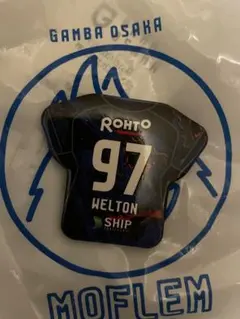 GAMBA OSAKA
ROHTO
97
WELTON
SHIP
MOFLEM